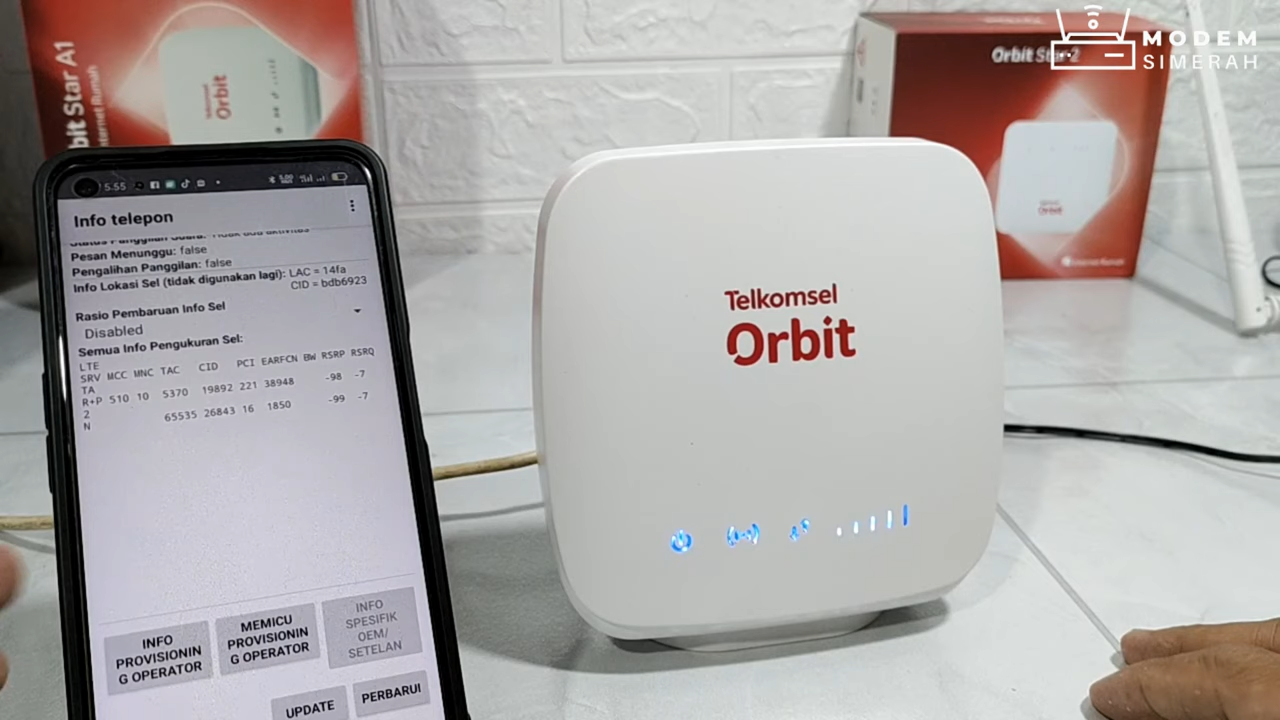 Orbit Star A1
Internet Rumah
Telkomsel
Orbit
Orbit Star 2
Orbit
Internet Rumah
MODEM
SIMERAH
5.55
Info telepon
Pesan Menunggu: false
Pengalihan Panggilan: false
Info Lokasi Sel (tidak digunakan lagi): LAC = 14fa
CID = bdb6923
Rasio Pembaruan Info Sel
Disabled
Semua Info Pengukuran Sel:
LTE
SRV MCC MNC TAC CID PCI EARFCN BW RSRP RSRQ
TA
R+P 510 10 5370 19892 221 38948 -98 -7
2
65535 26843 16 1850 -99 -7
N
INFO
PROVISIONIN
G OPERATOR
MEMICU
PROVISIONIN
G OPERATOR
INFO
SPESIFIK
OEM/
SETELAN
UPDATE
PERBARUI
Telkomsel
Orbit